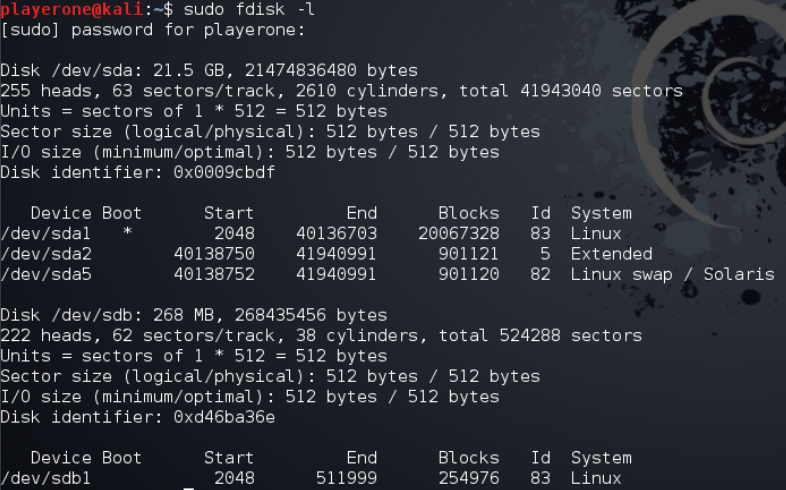 playerone@kali:~$ sudo fdisk -l
[sudo] password for playerone:
Disk /dev/sda: 21.5 GB, 21474836480 bytes
255 heads, 63 sectors/track, 2610 cylinders, total 41943040 sectors
Units = sectors of 1 * 512 = 512 bytes
Sector size (logical/physical): 512 bytes / 512 bytes
I/O size (minimum/optimal): 512 bytes / 512 bytes
Disk identifier: 0x0009cbdf
Device Boot Start End Blocks Id System
/dev/sda1 * 2048 40136703 20067328 83 Linux
/dev/sda2 40138750 41940991 901121 5 Extended
/dev/sda5 40138752 41940991 901120 82 Linux swap / Solaris
Disk /dev/sdb: 268 MB, 268435456 bytes
222 heads, 62 sectors/track, 38 cylinders, total 524288 sectors
Units = sectors of 1 * 512 = 512 bytes
Sector size (logical/physical): 512 bytes / 512 bytes
I/O size (minimum/optimal): 512 bytes / 512 bytes
Disk identifier: 0xd46ba36e
Device Boot Start End Blocks Id System
/dev/sdb1 2048 511999 254976 83 Linux